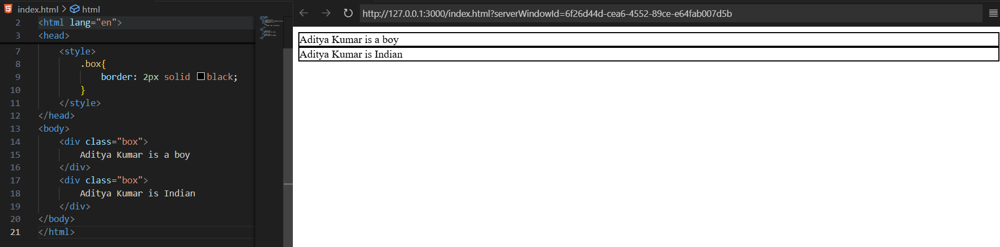 index.html > html
2 <html lang="en">
3 <head>
7 <style>
8 .box{
9 border: 2px solid black;
10 }
11 </style>
12 </head>
13 <body>
14 <div class="box">
15 Aditya Kumar is a boy
16 </div>
17 <div class="box">
18 Aditya Kumar is Indian
19 </div>
20 </body>
21 </html>
http://127.0.0.1:3000/index.html?serverWindowId=6f26d44d-cea6-4552-89ce-e64fab007d5b
Aditya Kumar is a boy
Aditya Kumar is Indian